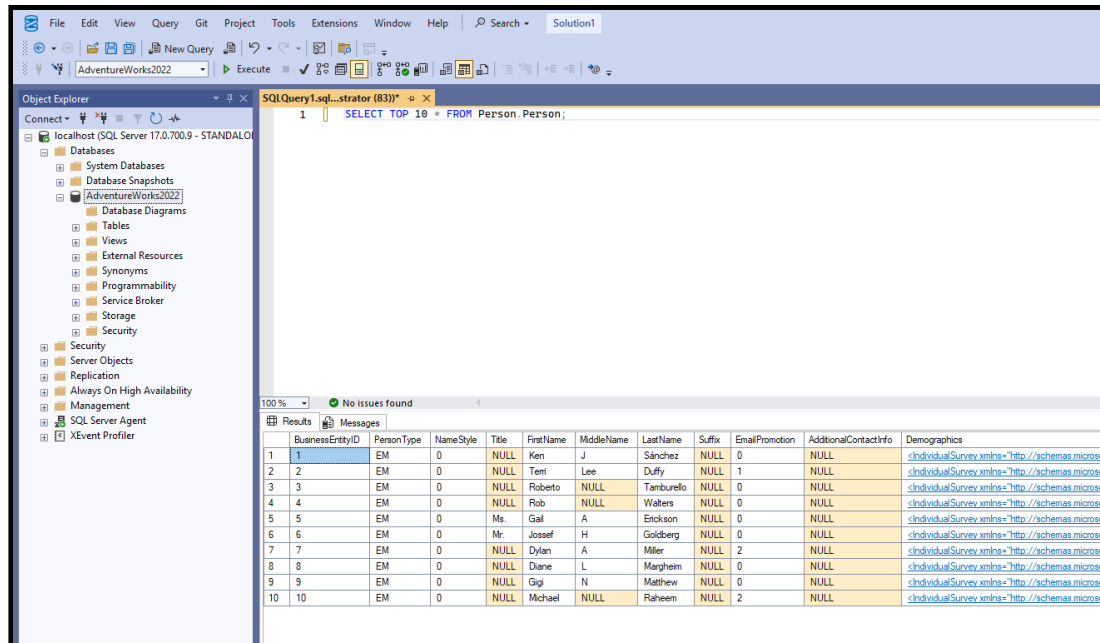 File Edit View Query Git Project Tools Extensions Window Help Search Solution1
New Query
AdventureWorks2022 Execute
Object Explorer
Connect
localhost (SQL Server 17.0.700.9 - STANDALO
Databases
System Databases
Database Snapshots
AdventureWorks2022
Database Diagrams
Tables
Views
External Resources
Synonyms
Programmability
Service Broker
Storage
Security
Security
Server Objects
Replication
Always On High Availability
Management
SQL Server Agent
XEvent Profiler
SQLQuery1.sql...strator (83))*
1 SELECT TOP 10 * FROM Person.Person;
100 % No issues found
Results Messages
BusinessEntityID PersonType NameStyle Title FirstName MiddleName LastName Suffix EmailPromotion AdditionalContactInfo Demographics
1 1 EM 0 NULL Ken J Sánchez NULL 0 NULL <IndividualSurvey xmlns="http://schemas.micros
2 2 EM 0 NULL Terri Lee Duffy NULL 1 NULL <IndividualSurvey xmlns="http://schemas.micros
3 3 EM 0 NULL Roberto NULL Tamburello NULL 0 NULL <IndividualSurvey xmlns="http://schemas.micros
4 4 EM 0 NULL Rob NULL Walters NULL 0 NULL <IndividualSurvey xmlns="http://schemas.micros
5 5 EM 0 Ms. Gail A Erickson NULL 0 NULL <IndividualSurvey xmlns="http://schemas.micros
6 6 EM 0 Mr. Jossef H Goldberg NULL 0 NULL <IndividualSurvey xmlns="http://schemas.micros
7 7 EM 0 NULL Dylan A Miller NULL 2 NULL <IndividualSurvey xmlns="http://schemas.micros
8 8 EM 0 NULL Diane L Margheim NULL 0 NULL <IndividualSurvey xmlns="http://schemas.micros
9 9 EM 0 NULL Gigi N Matthew NULL 0 NULL <IndividualSurvey xmlns="http://schemas.micros
10 10 EM 0 NULL Michael NULL Raheem NULL 2 NULL <IndividualSurvey xmlns="http://schemas.micros